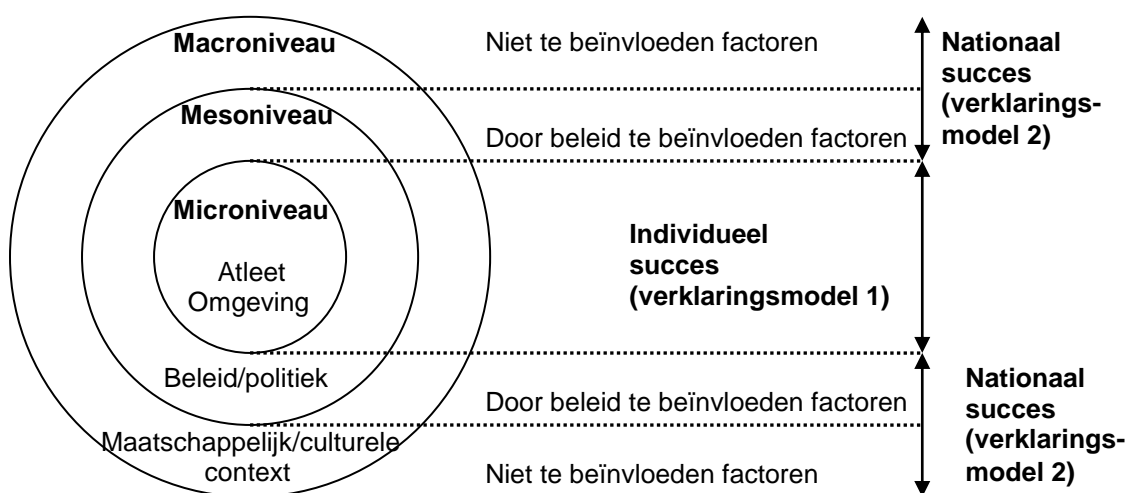 Macroniveau
Mesoniveau
Microniveau
Atleet
Omgeving
Beleid/politiek
Maatschappelijk/culturele
context
Niet te beïnvloeden factoren
Door beleid te beïnvloeden factoren
Door beleid te beïnvloeden factoren
Niet te beïnvloeden factoren
Nationaal
succes
(verklarings-
model 2)
Individueel
succes
(verklaringsmodel 1)
Nationaal
succes
(verklarings-
model 2)